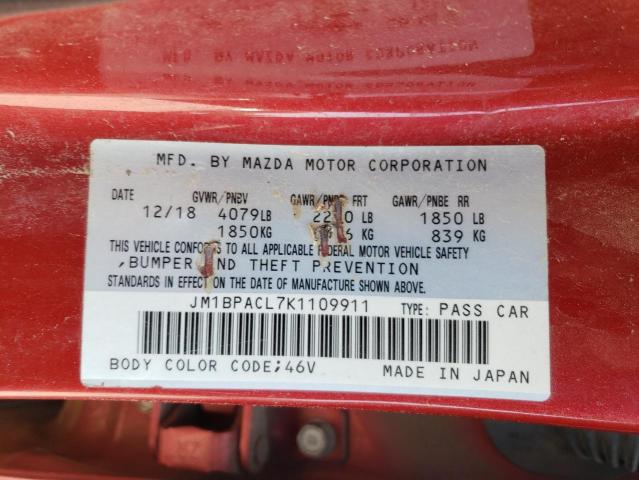 MFD. BY MAZDA MOTOR CORPORATION
DATE GVWR/PNBV GAWR/PNBE FRT GAWR/PNBE RR
12/18 4079LB LB 1850 LB
1850KG KG 839 KG
THIS VEHICLE CONFORMS TO ALL APPLICABLE FEDERAL MOTOR VEHICLE SAFETY
,BUMPER AND THEFT PREVENTION
STANDARDS IN EFFECT ON THE DATE OF MANUFACTURE SHOWN ABOVE.
JM1BPACL7K1109911 TYPE: PASS CAR
BODY COLOR CODE;46V MADE IN JAPAN